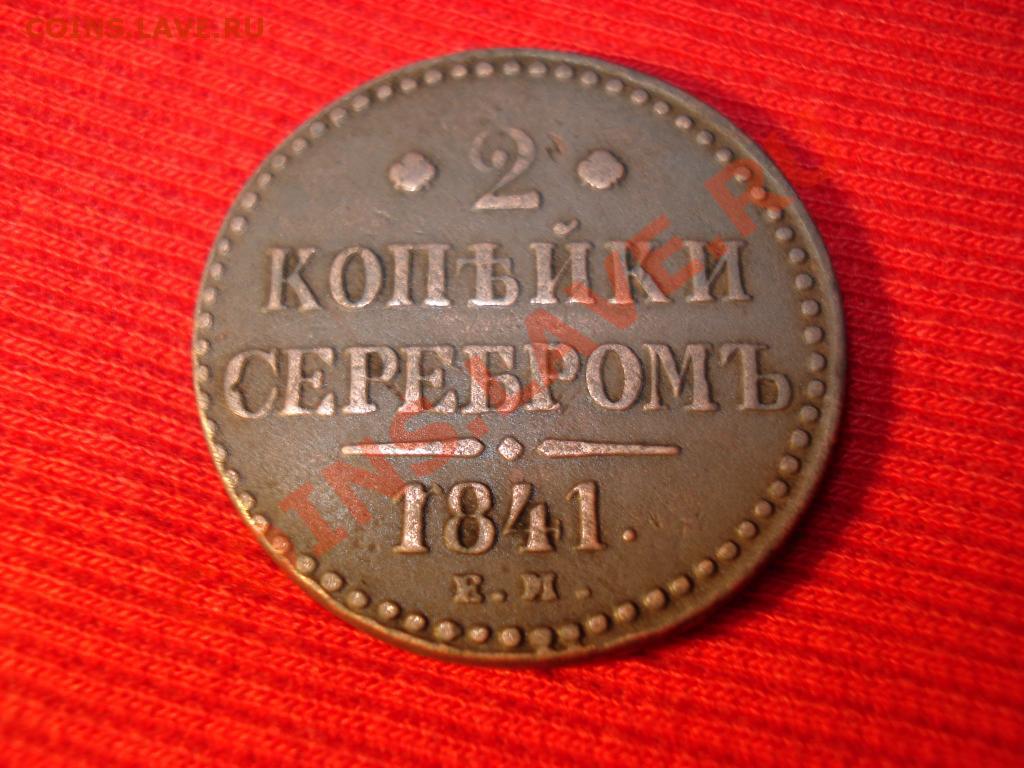 COINS.LAVE.RU
2
КОПѢЙКИ
СЕРЕБРОМЪ
1841.
Е.М.